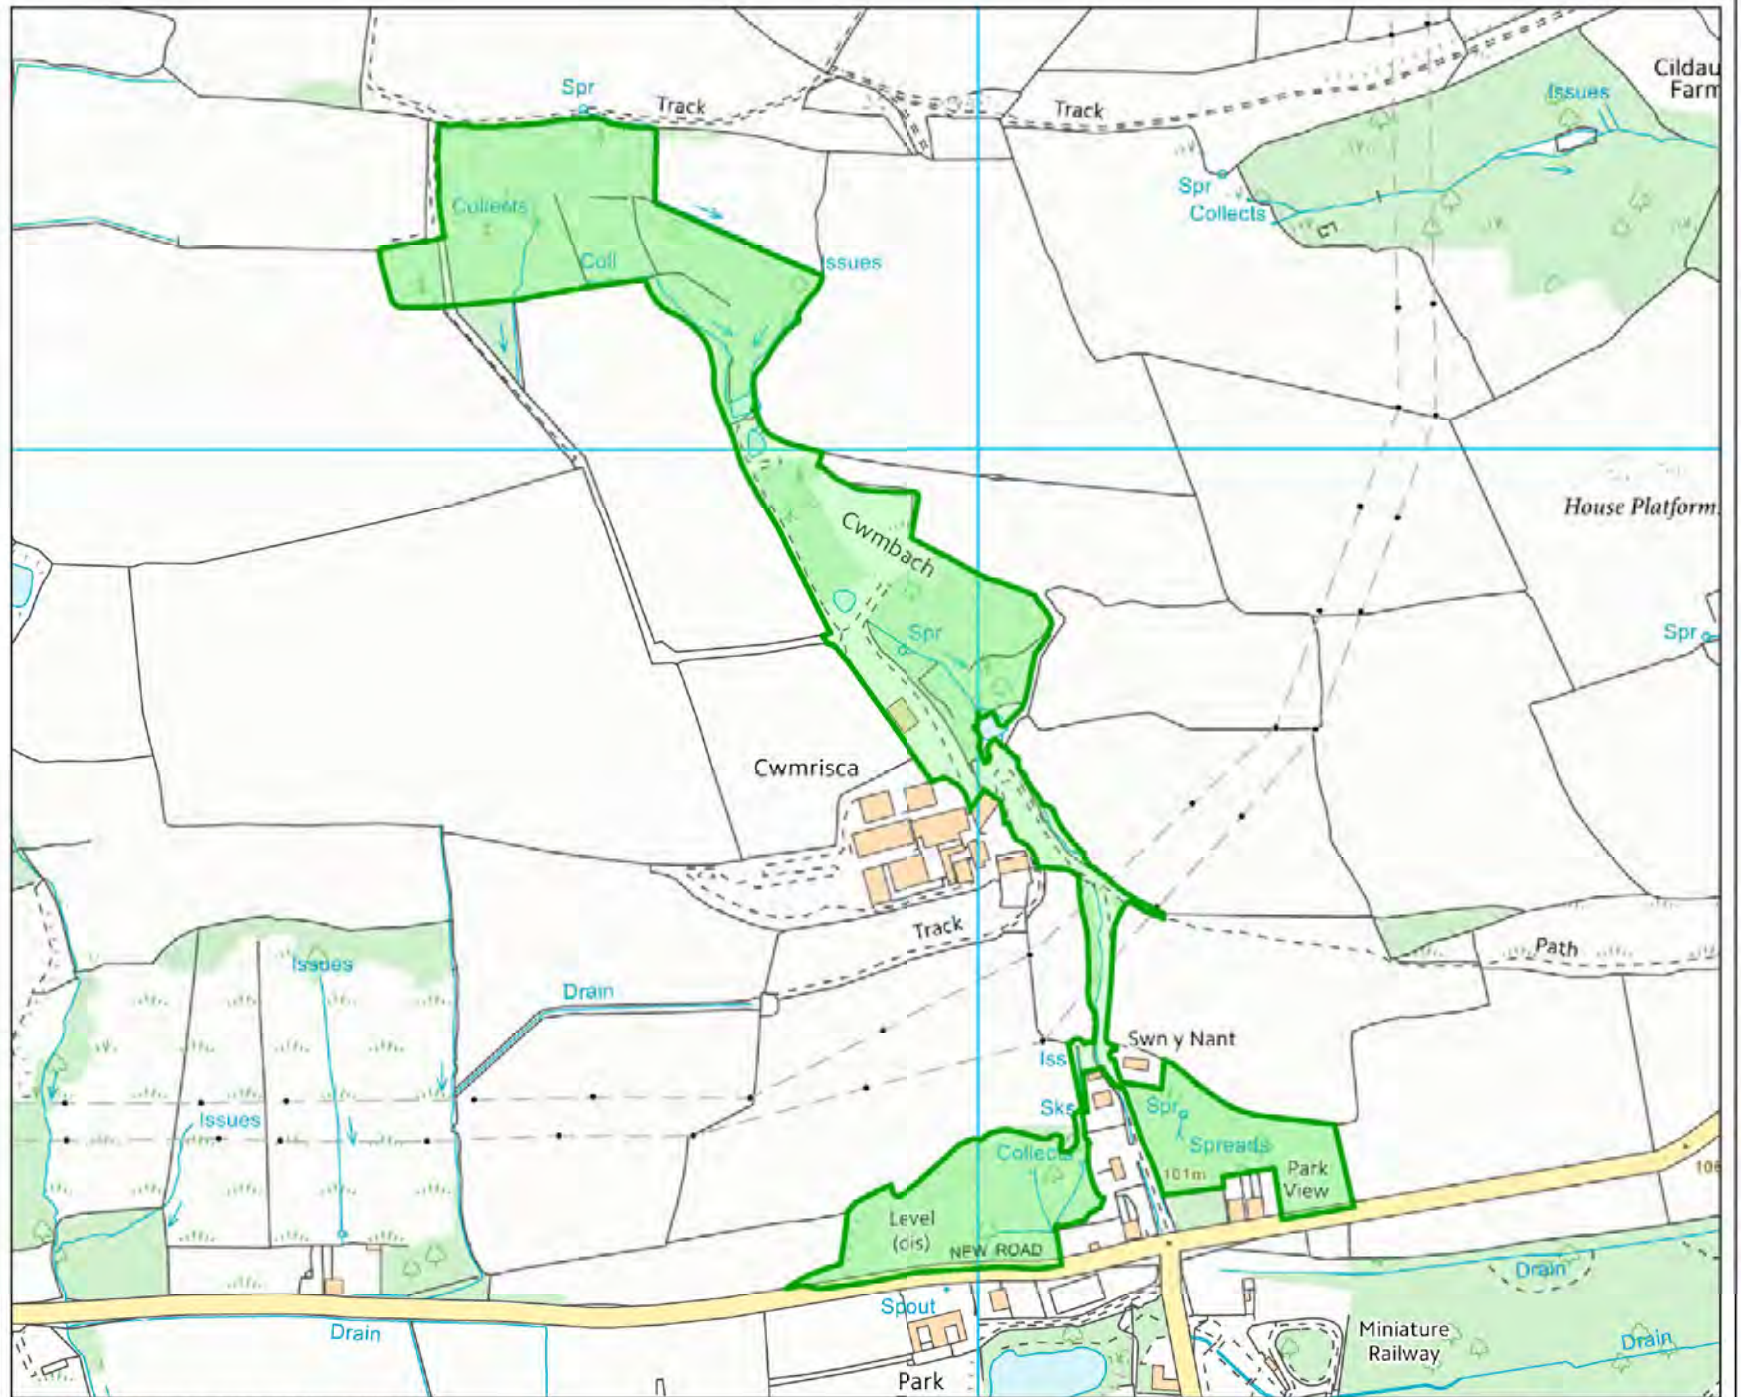 Spr
Track
Track
Issues
Cildau
Farm
Spr
Collects
Collects
Coll
Issues
House Platform
Cwmbach
Spr
Spr
Cwmrisca
Track
Path
Issues
Drain
Swn y Nant
Iss
Sks
Spr
Issues
Spreads
Collects
101m
Park
View
106
Level
(dis)
NEW ROAD
Drain
Spout
Drain
Miniature
Railway
Drain
Park